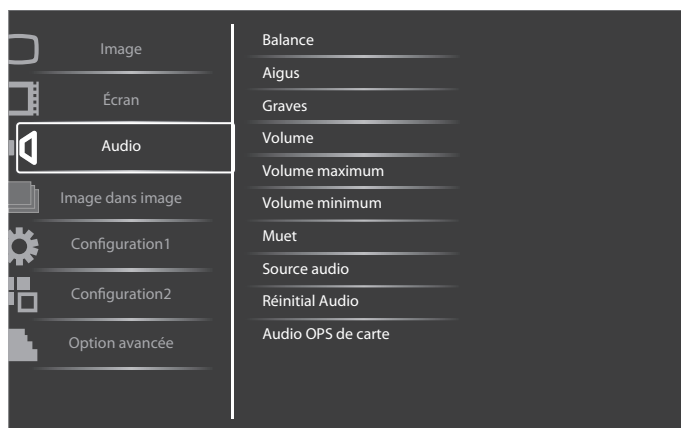 Image
Écran
Audio
Image dans image
Configuration1
Configuration2
Option avancée
Balance
Aigus
Graves
Volume
Volume maximum
Volume minimum
Muet
Source audio
Réinitial Audio
Audio OPS de carte